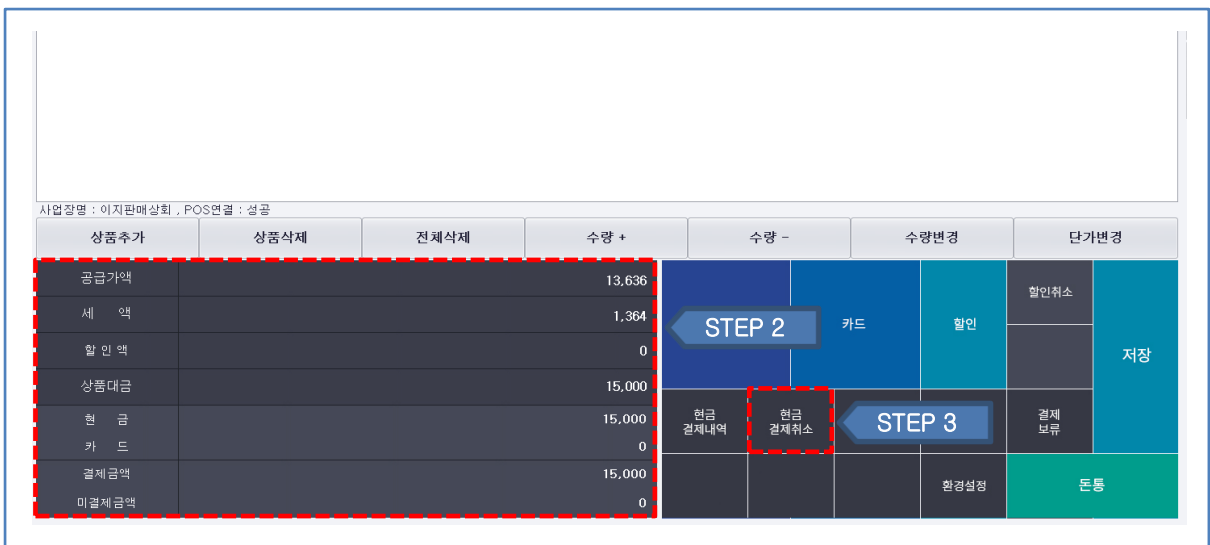 사업장명 : 이지판매상회 , POS연결 : 성공
상품추가 상품삭제 전체삭제 수량 + 수량 - 수량변경 단가변경
공급가액 13,636
세 액 1,364
할 인 액 0
상품대금 15,000
현 금 15,000
카 드 0
결제금액 15,000
미결제금액 0
STEP 2
카드
할인
할인취소
저장
현금
결제내역
현금
결제취소
STEP 3
결제
보류
환경설정
돈통